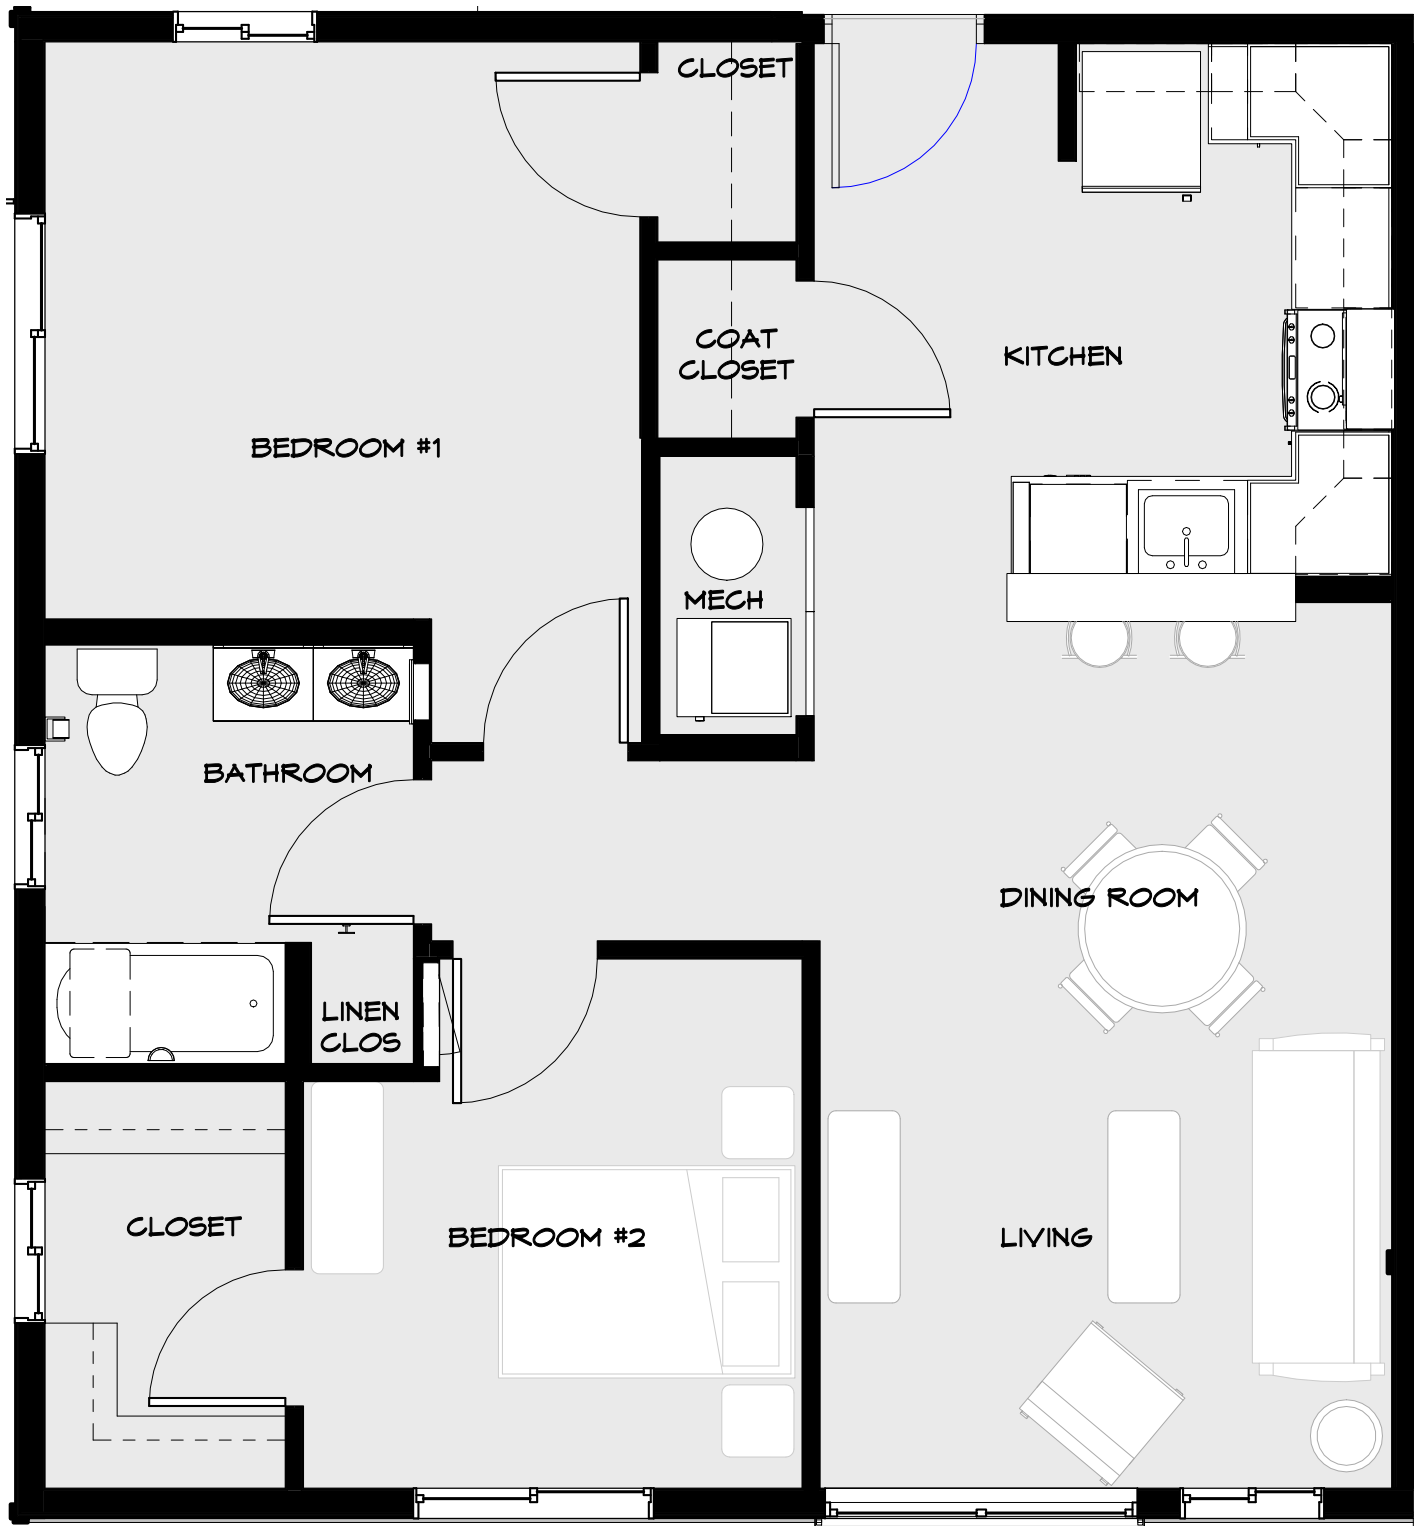 CLOSET
COAT
CLOSET
KITCHEN
BEDROOM #1
MECH
BATHROOM
DINING ROOM
LINEN
CLOS
CLOSET
BEDROOM #2
LIVING